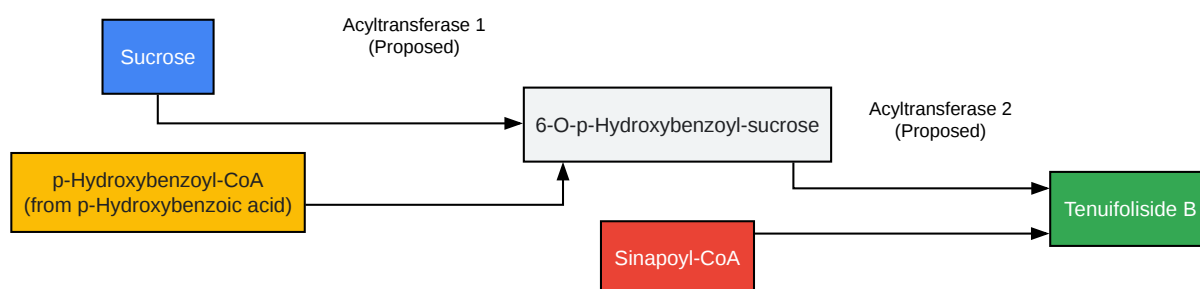 Sucrose
Acyltransferase 1
(Proposed)
6-O-p-Hydroxybenzoyl-sucrose
Acyltransferase 2
(Proposed)
p-Hydroxybenzoyl-CoA
(from p-Hydroxybenzoic acid)
Sinapoyl-CoA
Tenuifoliside B